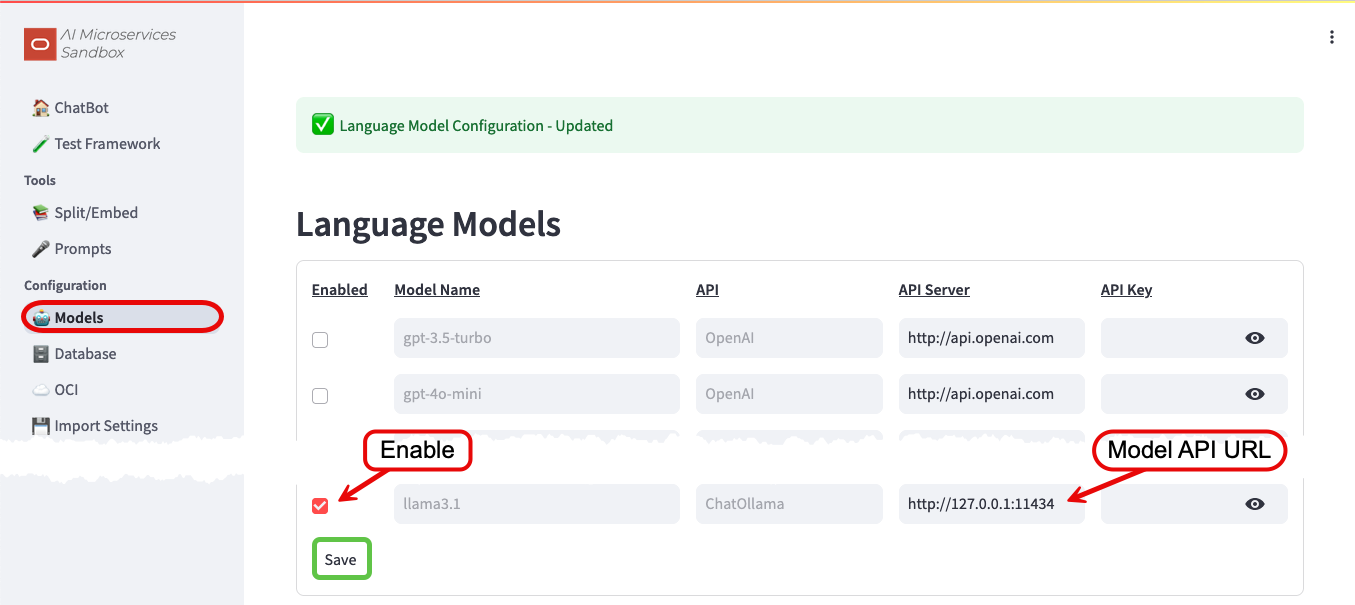 AI Microservices
Sandbox
ChatBot
Test Framework
Tools
Split/Embed
Prompts
Configuration
Models
Database
OCI
Import Settings
Language Model Configuration - Updated
Language Models
Enabled Model Name API API Server API Key
gpt-3.5-turbo OpenAI http://api.openai.com
gpt-4o-mini OpenAI http://api.openai.com
Enable Model API URL
llama3.1 ChatOllama http://127.0.0.1:11434
Save